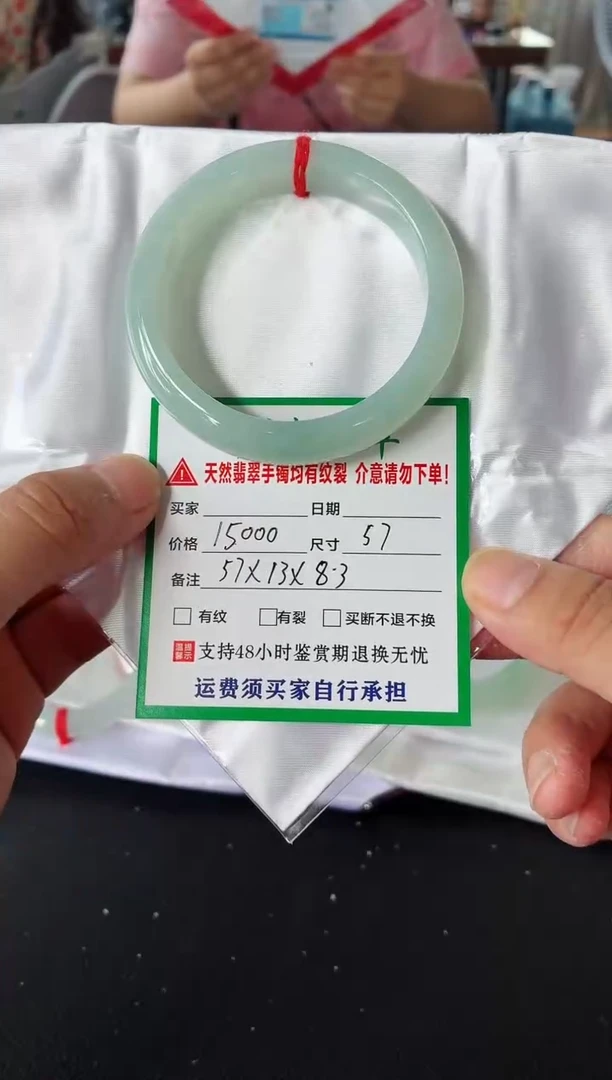 天然翡翠手镯均有纹裂 介意请勿下单！
买家 日期
价格 15000 尺寸 57
备注 57X13X8.3
有纹 有裂 买断不退不换
温馨提示 支持48小时鉴赏期退换无忧
运费须买家自行承担